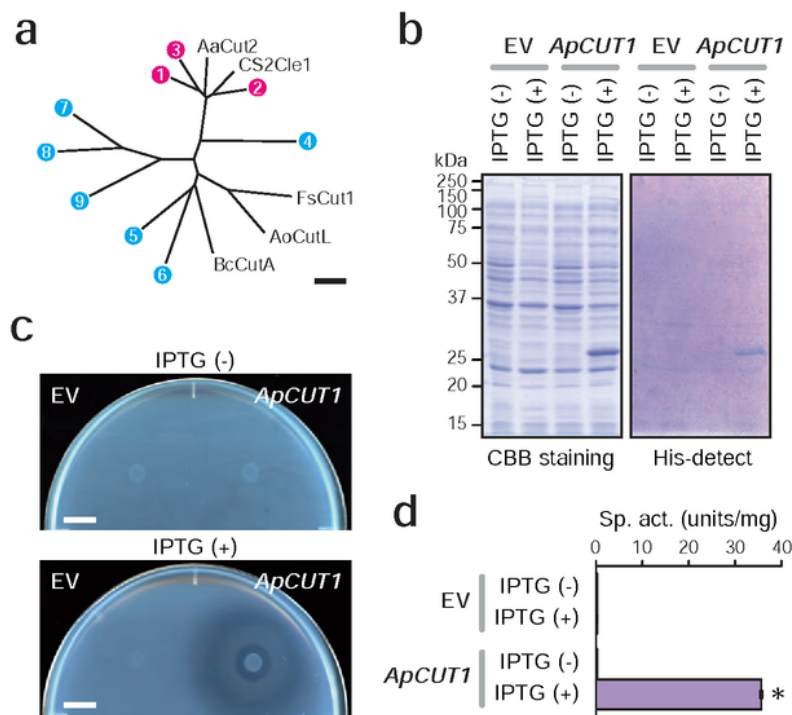 a
3
AaCut2
1
CS2Cle1
2
7
4
8
9
FsCut1
5
AoCutL
6
BcCutA
b
EV ApCUT1 EV ApCUT1
IPTG (-) IPTG (+) IPTG (-) IPTG (+) IPTG (-) IPTG (+) IPTG (-) IPTG (+)
kDa
250
150
100
75
50
37
25
20
15
CBB staining His-detect
c
IPTG (-)
EV ApCUT1
IPTG (+)
EV ApCUT1
d
Sp. act. (units/mg)
0 10 20 30 40
EV
IPTG (-)
IPTG (+)
ApCUT1
IPTG (-)
IPTG (+)
*